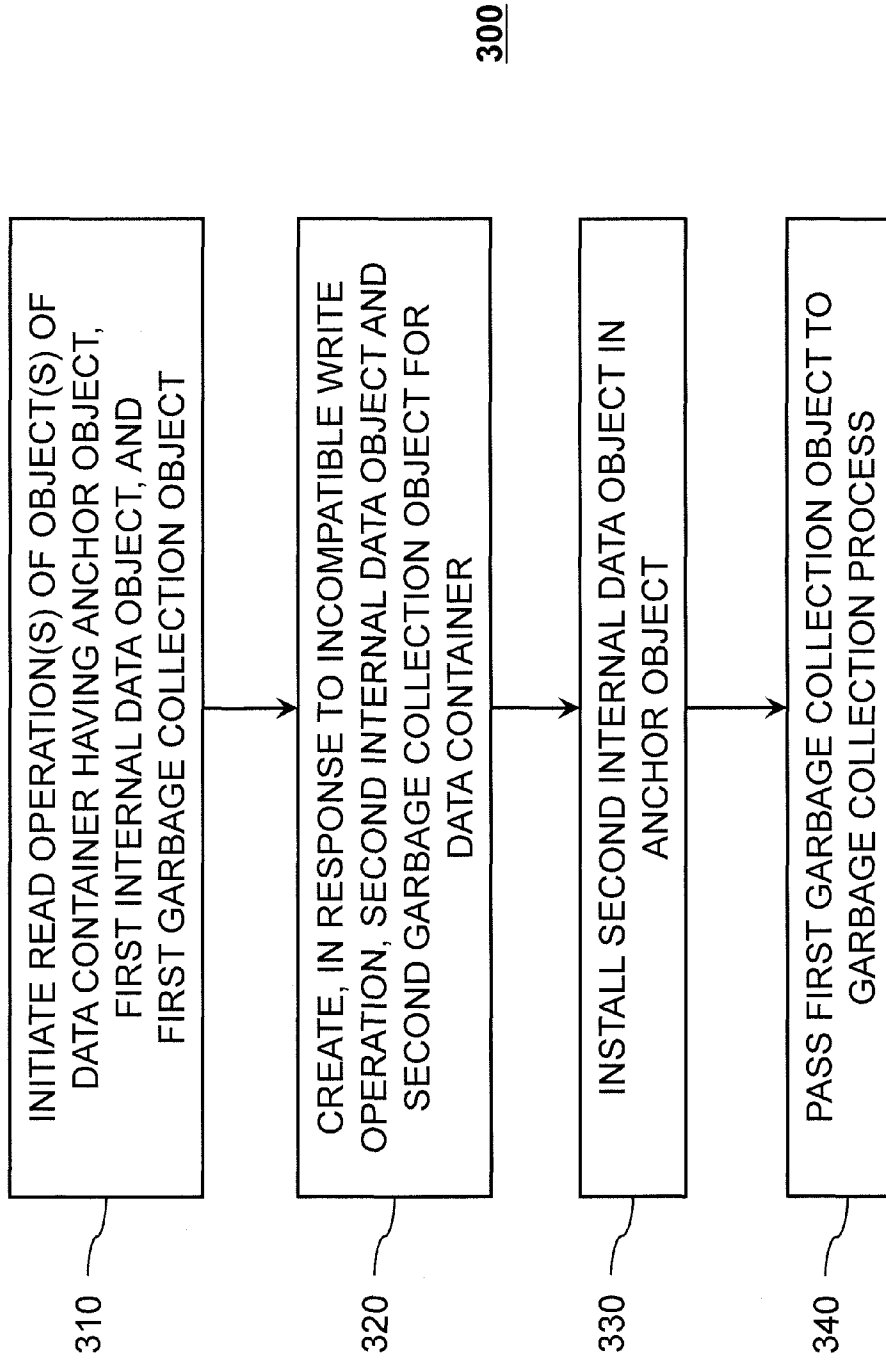 300
310
INITIATE READ OPERATION(S) OF OBJECT(S) OF
DATA CONTAINER HAVING ANCHOR OBJECT,
FIRST INTERNAL DATA OBJECT, AND
FIRST GARBAGE COLLECTION OBJECT
320
CREATE, IN RESPONSE TO INCOMPATIBLE WRITE
OPERATION, SECOND INTERNAL DATA OBJECT AND
SECOND GARBAGE COLLECTION OBJECT FOR
DATA CONTAINER
330
INSTALL SECOND INTERNAL DATA OBJECT IN
ANCHOR OBJECT
340
PASS FIRST GARBAGE COLLECTION OBJECT TO
GARBAGE COLLECTION PROCESS